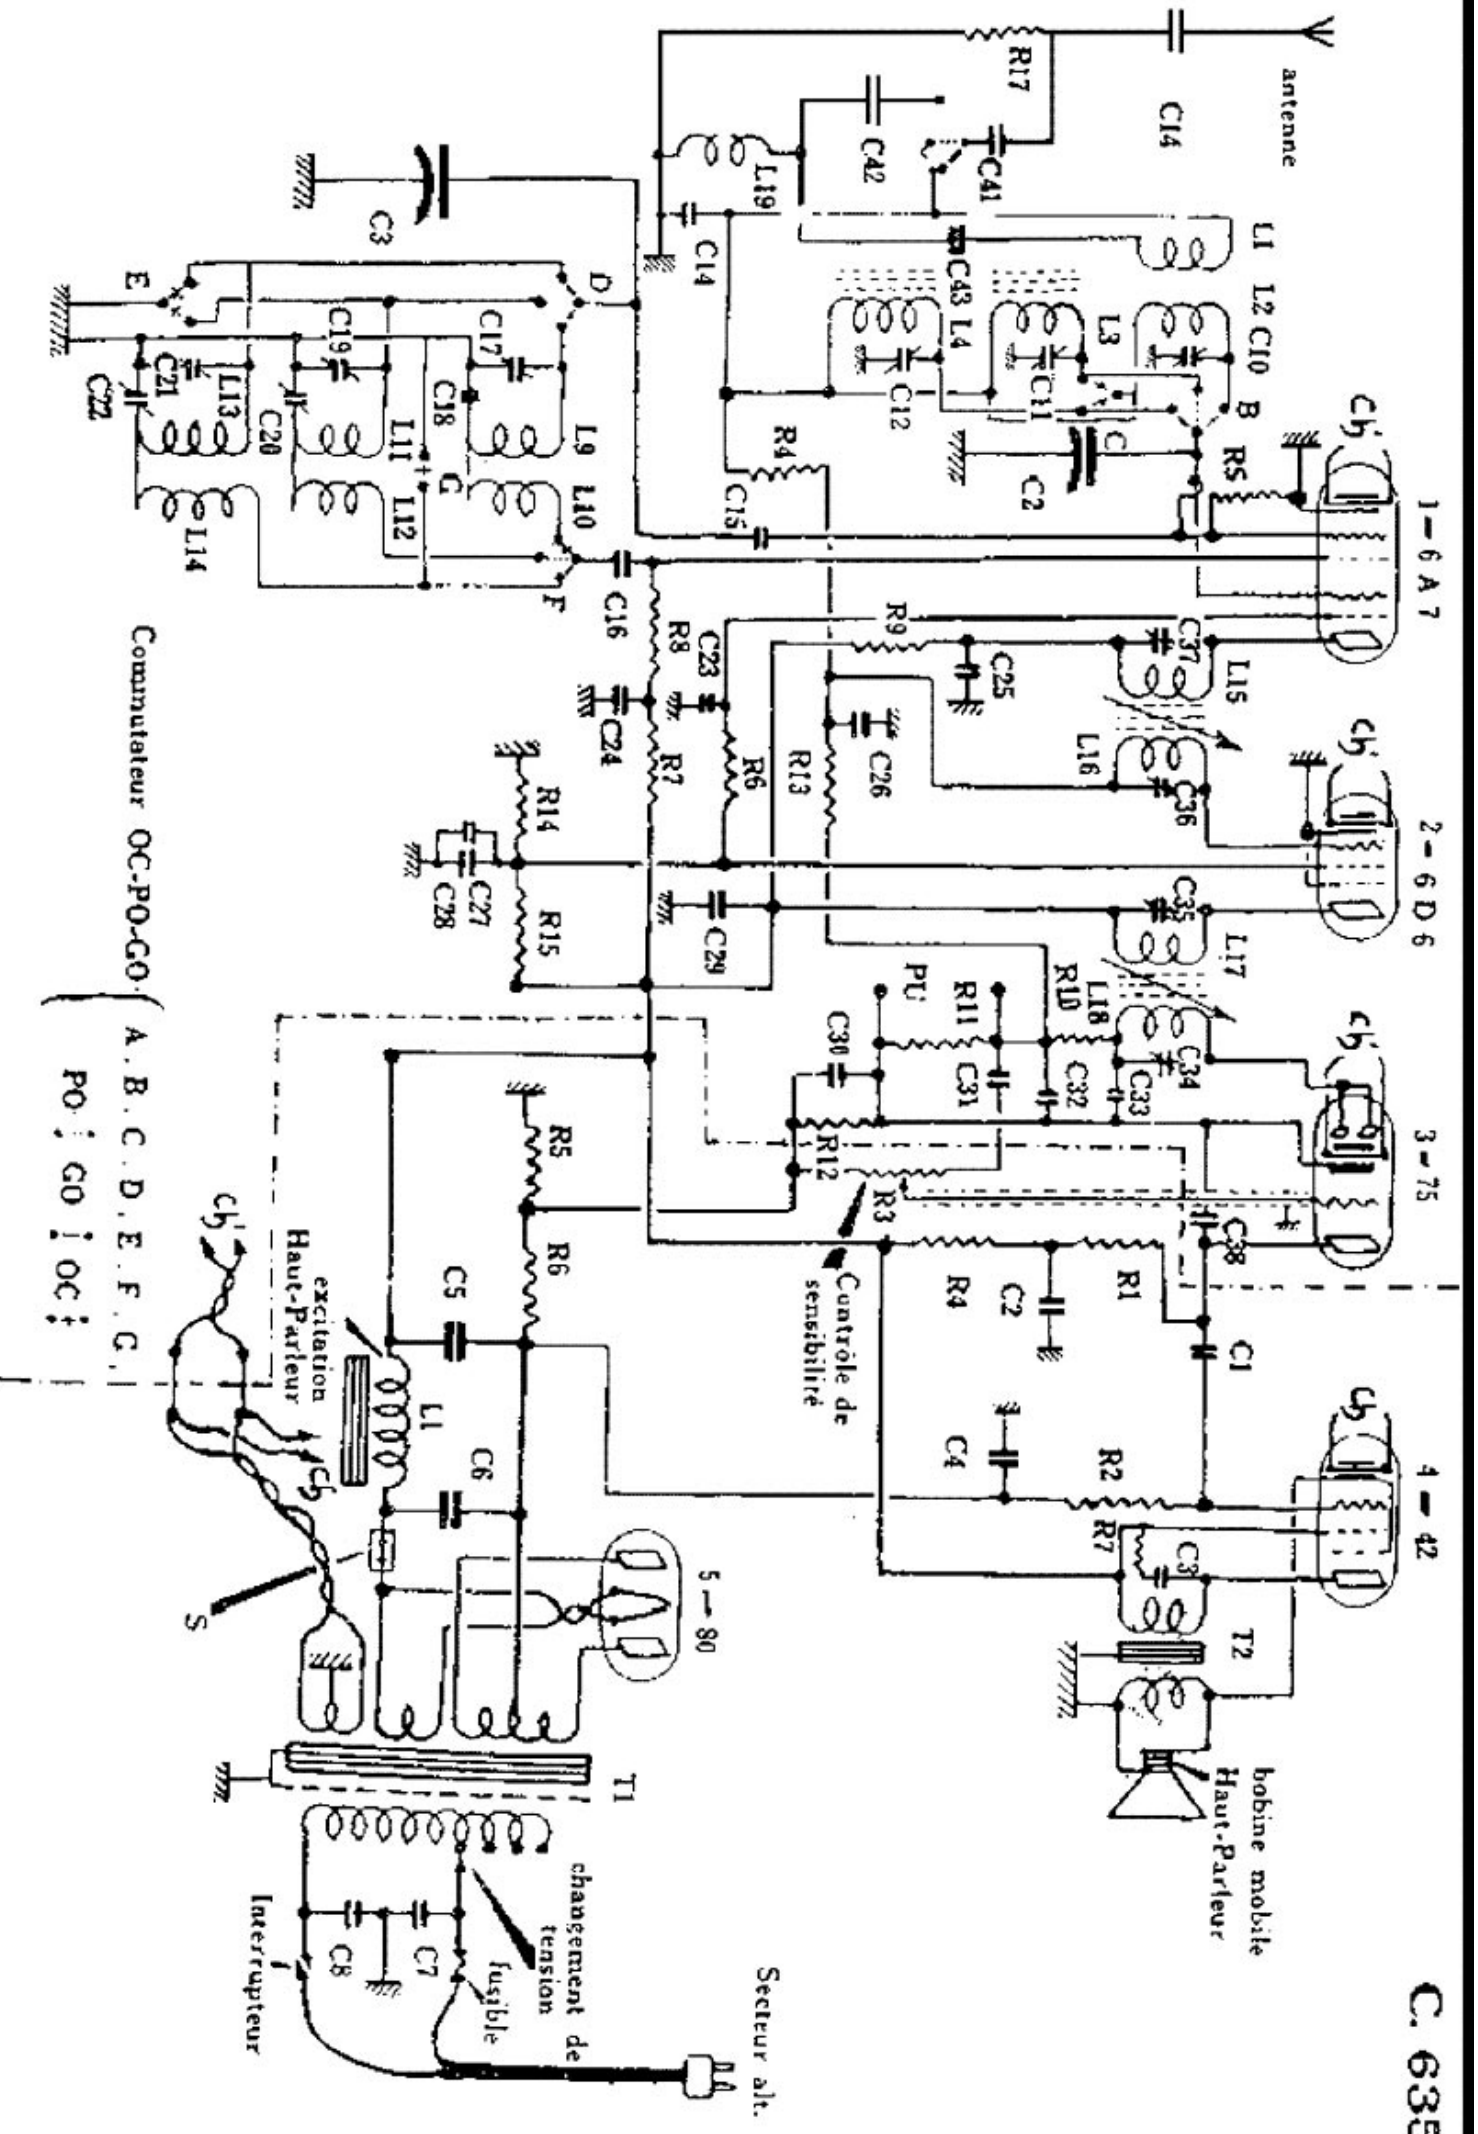 C. 635
antenne
C14
R17
C41
C42
L19
C14
C43
L1
L2 C10
L3
L4
C11
C12
B
C
C2
C3
R4
R5
Ch'
1 - 6 A 7
D
E
C17
C18
C19
C20
C21
C22
L9
L10
L11
L12
L13
L14
G
F
C15
C16
R8
C23
C24
R7
R6
R9
C25
C37
L15
L16
C36
C26
R13
Ch'
2 - 6 D 6
R14
R15
C27
C28
C29
C35
L17
L18
C34
C33
R10
C32
R11
C31
PU
C30
R12
Ch'
3 - 75
R3
Contrôle de
sensibilité
C38
R1
C2
R4
C1
R5
R6
C5
C6
L1
excitation
Haut-Parleur
Ch'
Ch
S
Ch
4 - 42
R2
C4
R7
C3
T2
bobine mobile
Haut-Parleur
5 - 80
T1
changement de
tension
fusible
C7
C8
Interrupteur
Secteur alt.
Commutateur OC-PO-GO
A . B . C . D . E . F . G .
PO GO OC